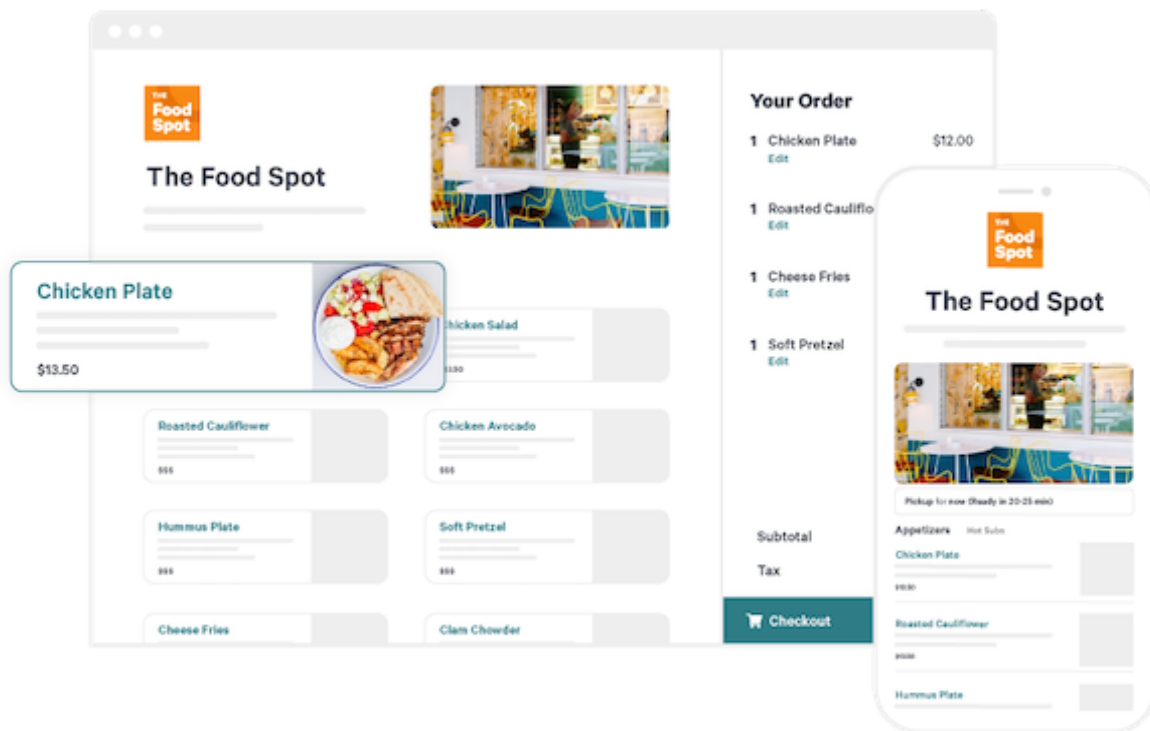 THE
Food
Spot
The Food Spot
Chicken Plate
$13.50
Chicken Salad
Roasted Cauliflower
$$$
Chicken Avocado
$$$
Hummus Plate
$$$
Soft Pretzel
$$$
Cheese Fries
Clam Chowder
Your Order
1 Chicken Plate $12.00
Edit
1 Roasted Cauliflo
Edit
1 Cheese Fries
Edit
1 Soft Pretzel
Edit
Subtotal
Tax
Checkout
THE
Food
Spot
The Food Spot
Pickup for now (Ready in 20-25 min)
Appetizers Hot Subs
Chicken Plate
Roasted Cauliflower
Hummus Plate